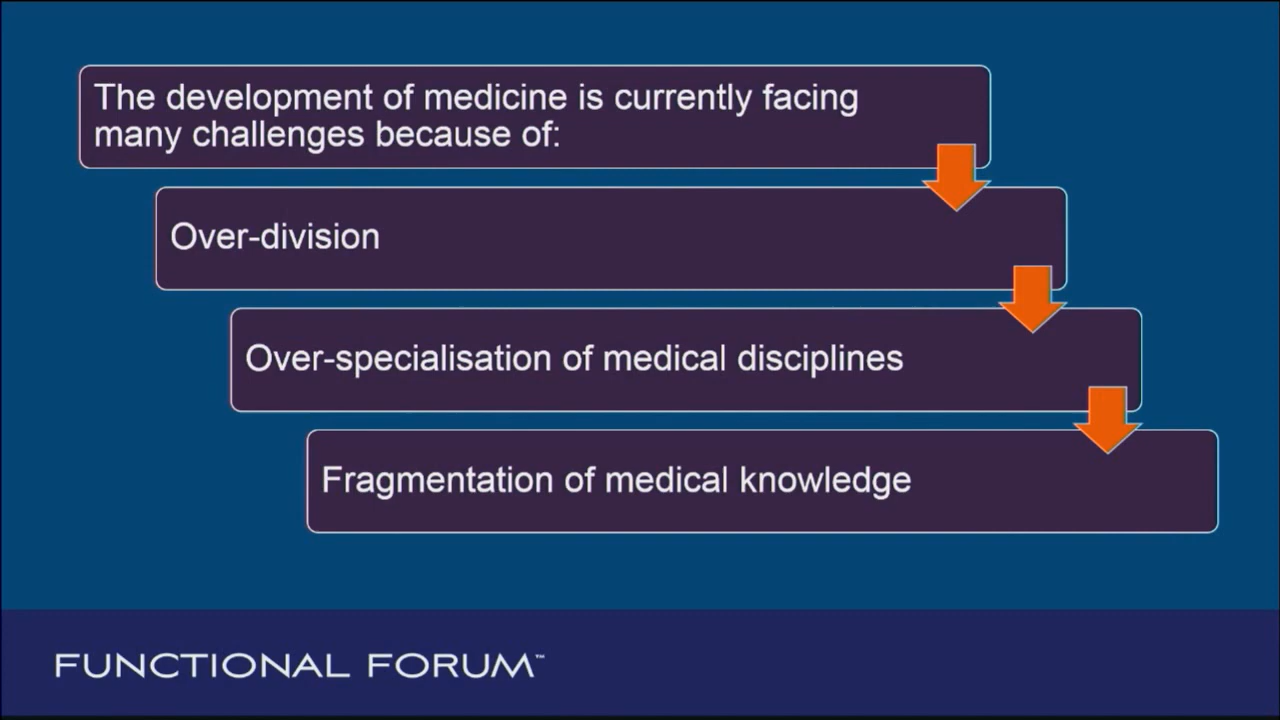 The development of medicine is currently facing
many challenges because of:
Over-division
Over-specialisation of medical disciplines
Fragmentation of medical knowledge
FUNCTIONAL FORUM™